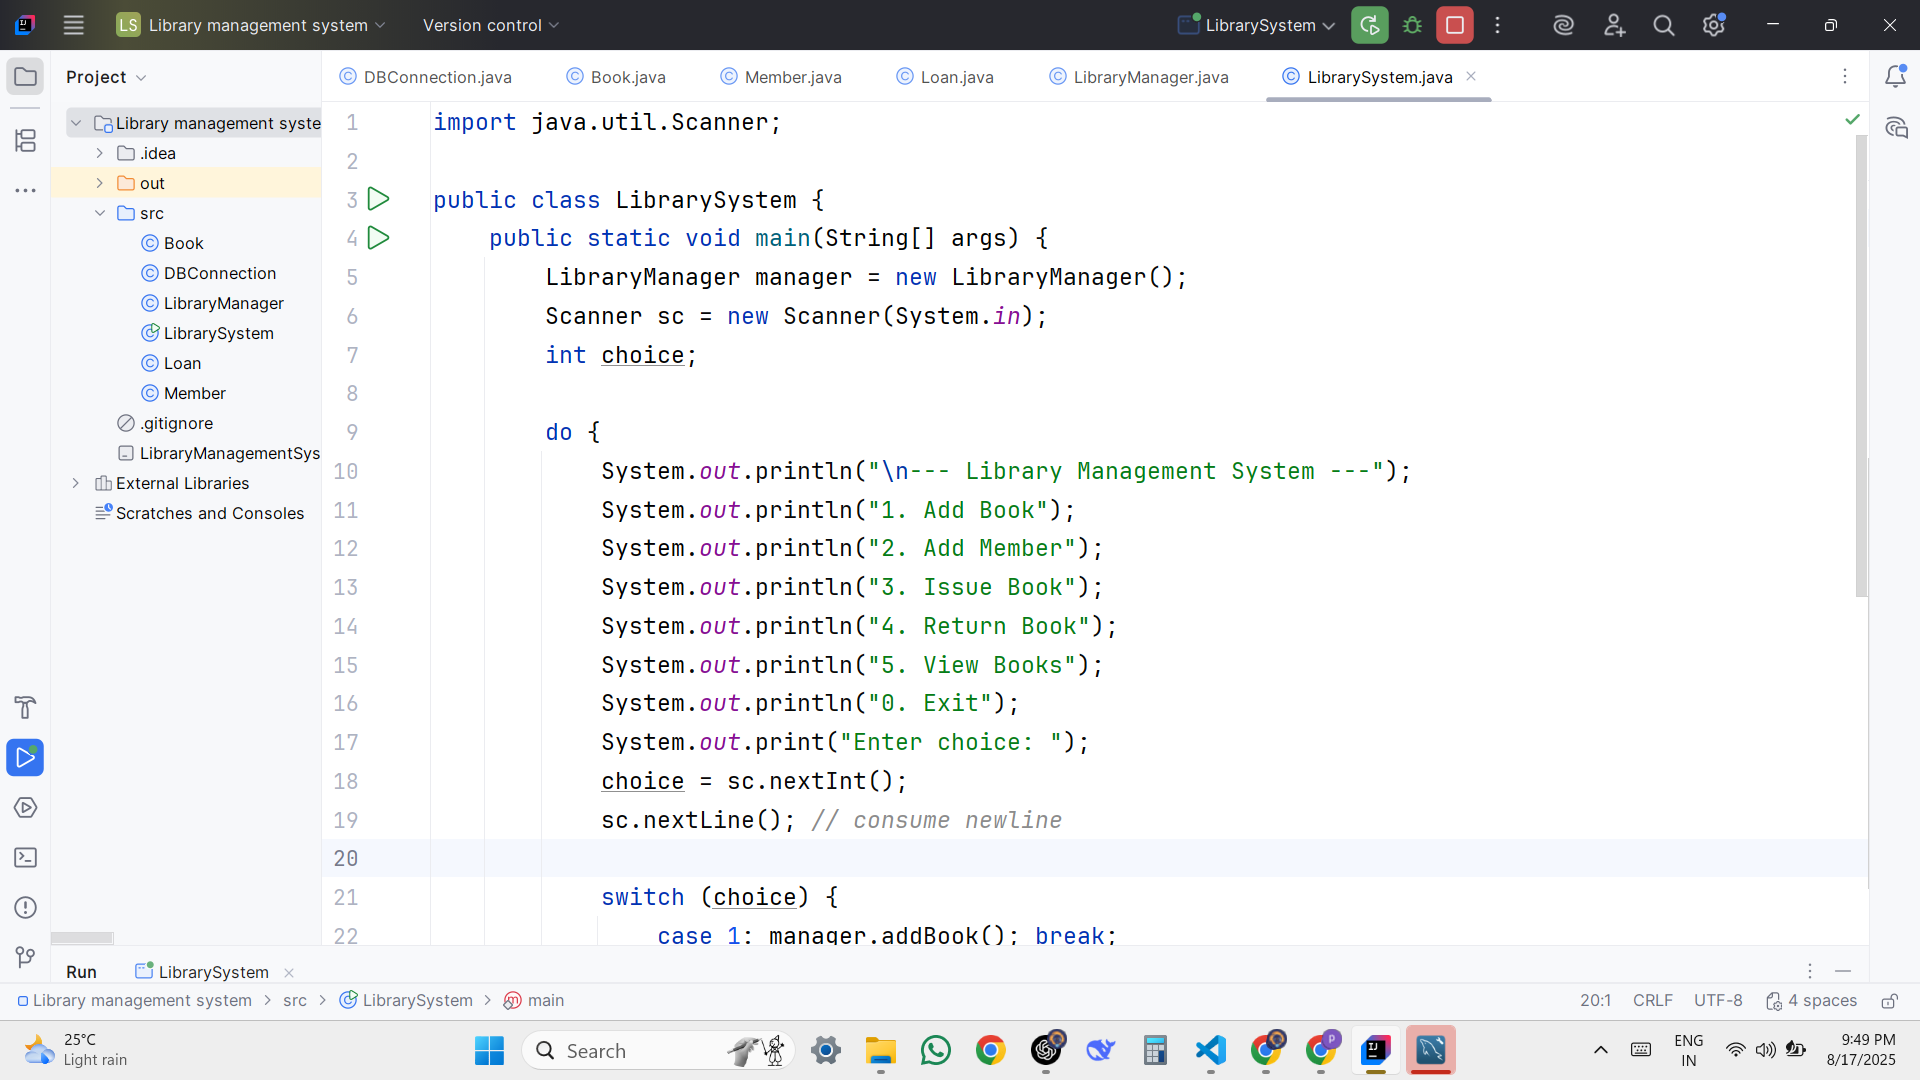 LS Library management system Version control LibrarySystem
Project
DBConnection.java Book.java Member.java Loan.java LibraryManager.java LibrarySystem.java
Library management syste
.idea
out
src
Book
DBConnection
LibraryManager
LibrarySystem
Loan
Member
.gitignore
LibraryManagementSys
External Libraries
Scratches and Consoles
1 import java.util.Scanner;
2
3 public class LibrarySystem {
4 public static void main(String[] args) {
5 LibraryManager manager = new LibraryManager();
6 Scanner sc = new Scanner(System.in);
7 int choice;
8
9 do {
10 System.out.println("\n--- Library Management System ---");
11 System.out.println("1. Add Book");
12 System.out.println("2. Add Member");
13 System.out.println("3. Issue Book");
14 System.out.println("4. Return Book");
15 System.out.println("5. View Books");
16 System.out.println("0. Exit");
17 System.out.print("Enter choice: ");
18 choice = sc.nextInt();
19 sc.nextLine(); // consume newline
20
21 switch (choice) {
22 case 1: manager.addBook(); break;
Run LibrarySystem
Library management system > src > LibrarySystem > main 20:1 CRLF UTF-8 4 spaces
25°C
Light rain
Search
ENG
IN
9:49 PM
8/17/2025